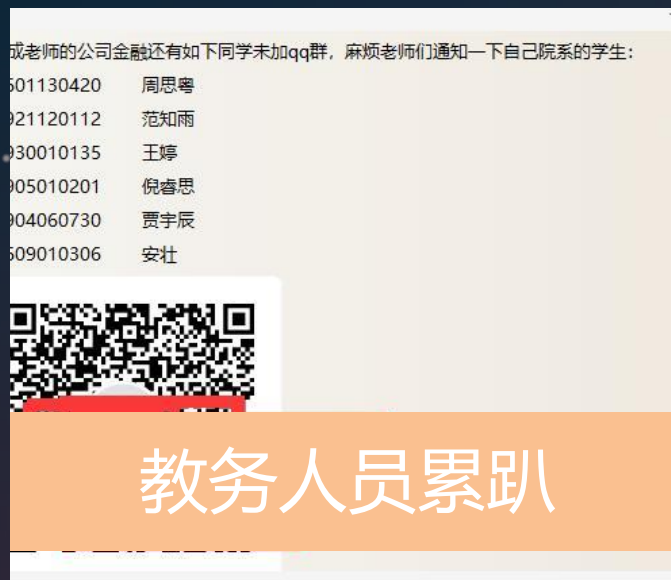 成老师的公司金融还有如下同学未加qq群，麻烦老师们通知一下自己院系的学生：
601130420 周思粤
921120112 范知雨
930010135 王婷
905010201 倪睿思
904060730 贾宇辰
609010306 安壮
教务人员累趴